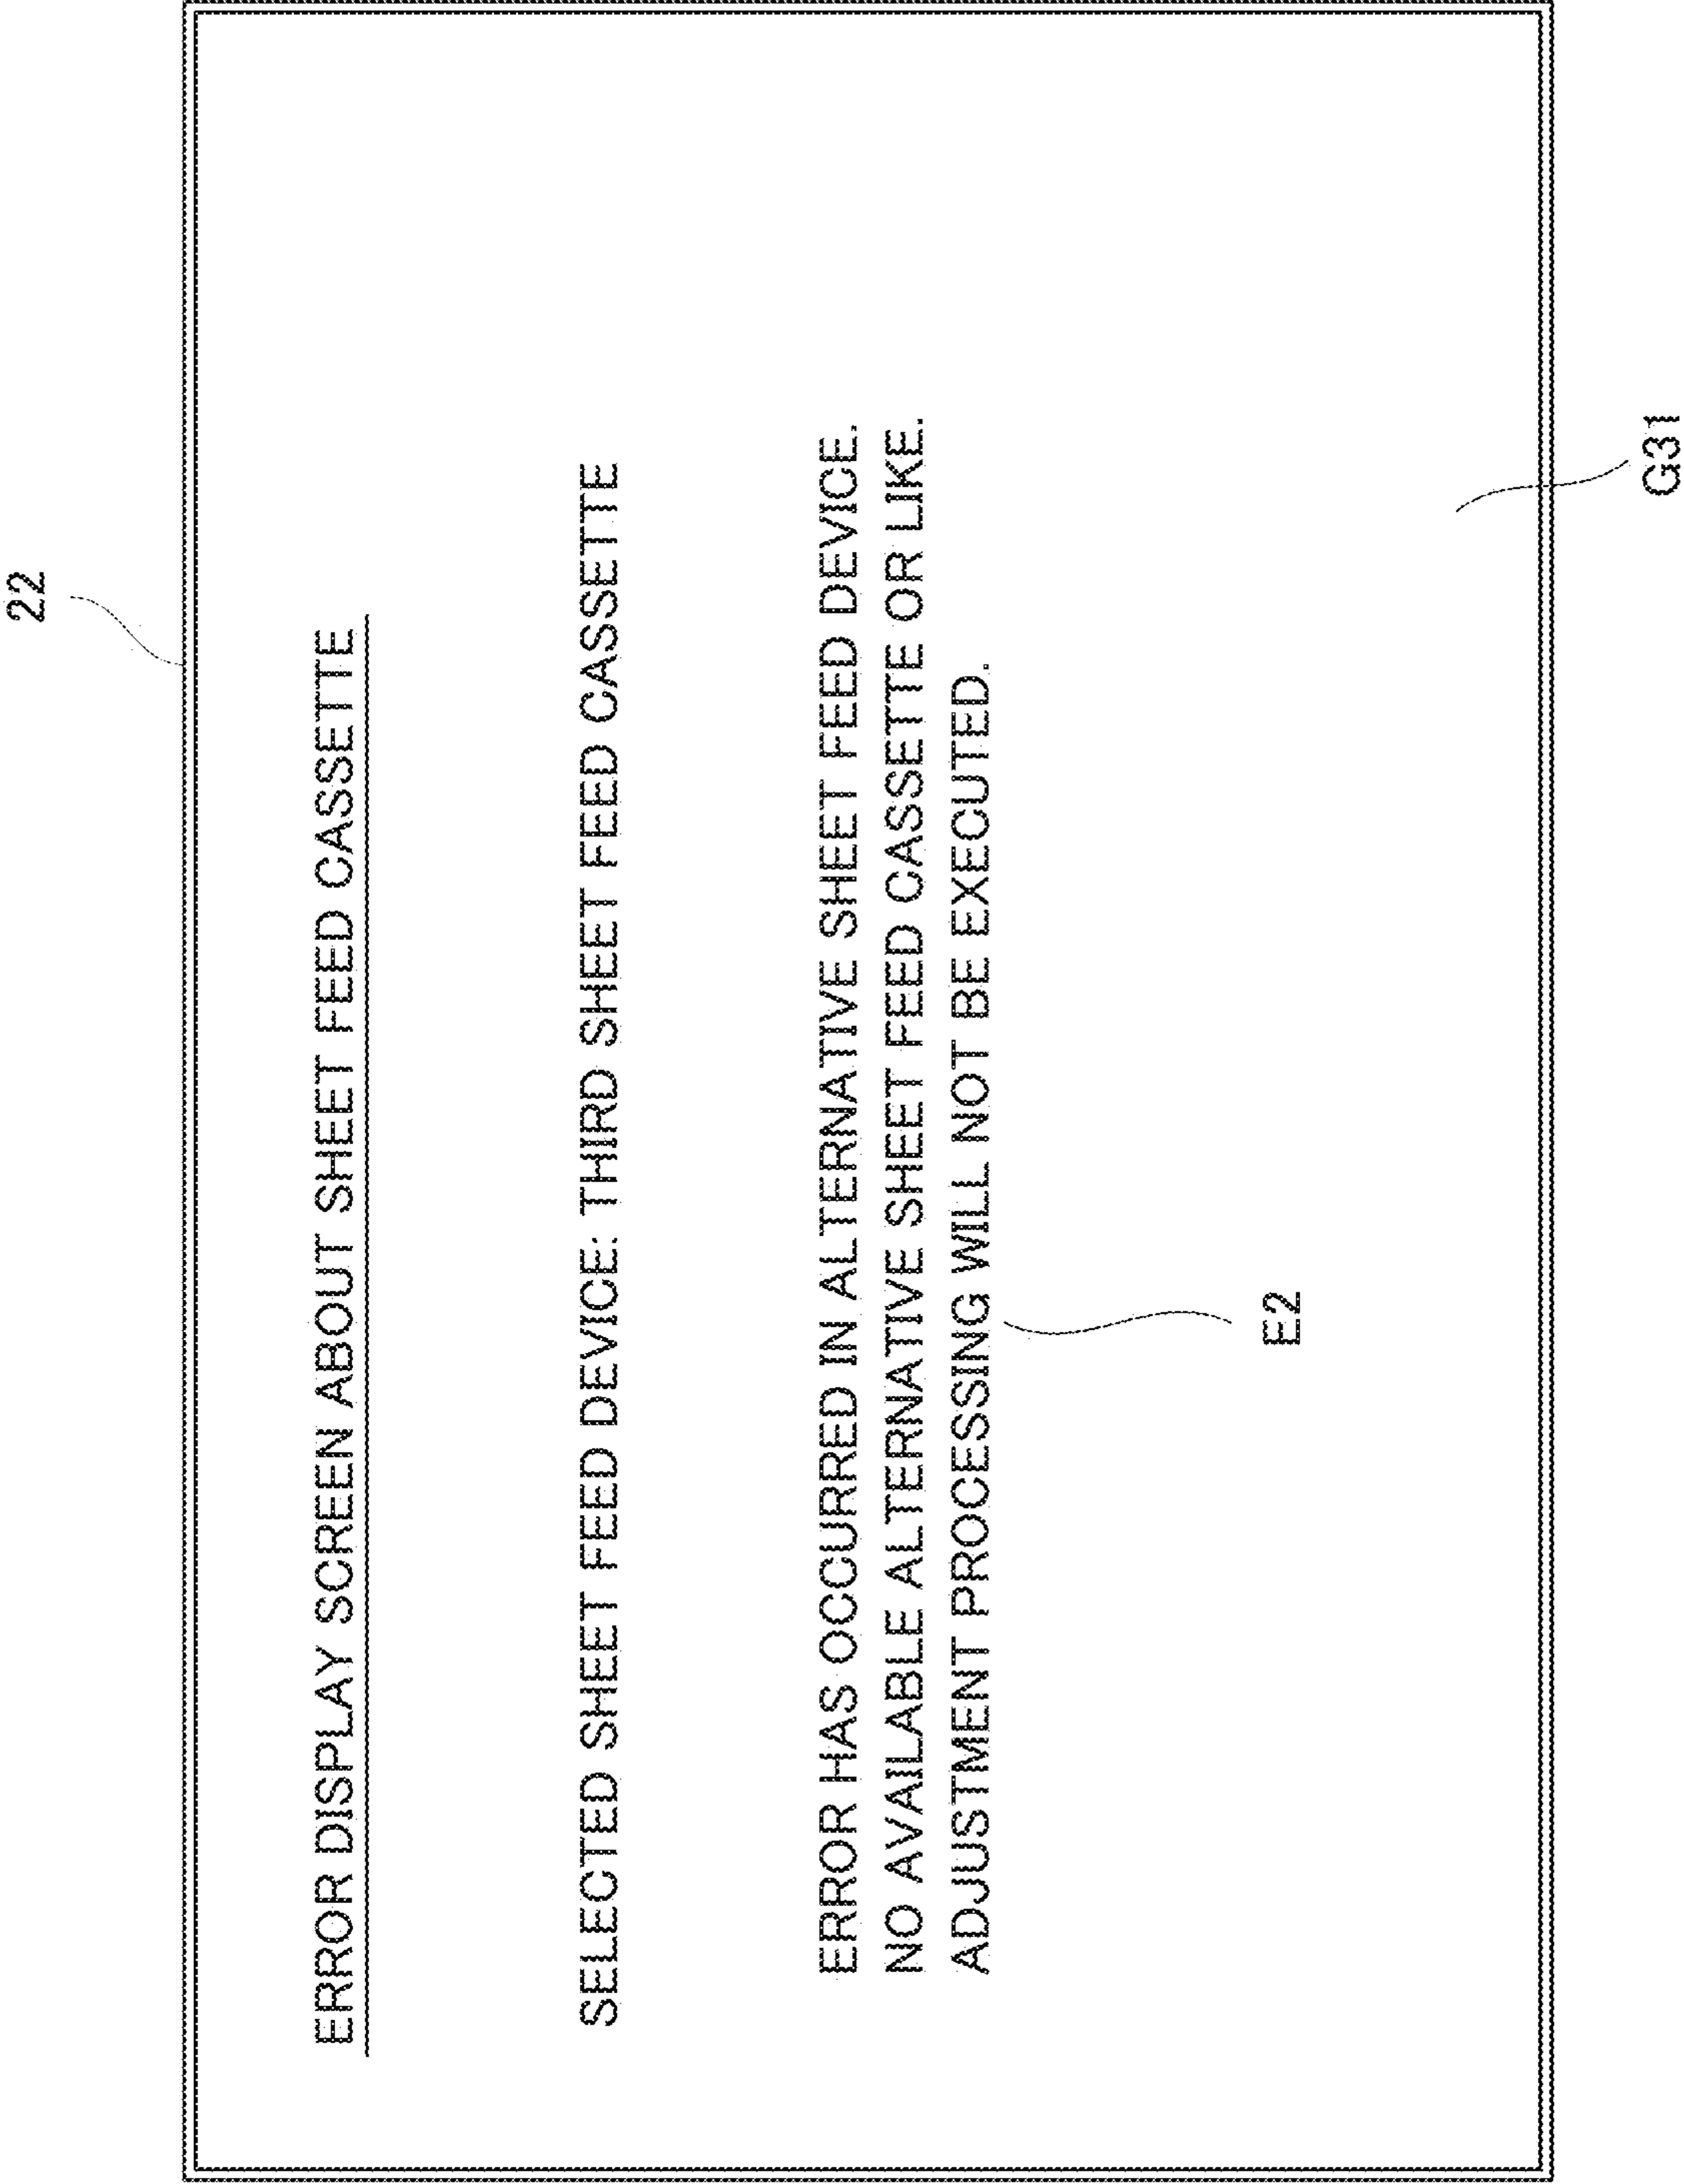 22
ERROR DISPLAY SCREEN ABOUT SHEET FEED CASSETTE
SELECTED SHEET FEED DEVICE: THIRD SHEET FEED CASSETTE
ERROR HAS OCCURRED IN ALTERNATIVE SHEET FEED DEVICE.
NO AVAILABLE ALTERNATIVE SHEET FEED CASSETTE OR LIKE.
ADJUSTMENT PROCESSING WILL NOT BE EXECUTED.
E2
G31